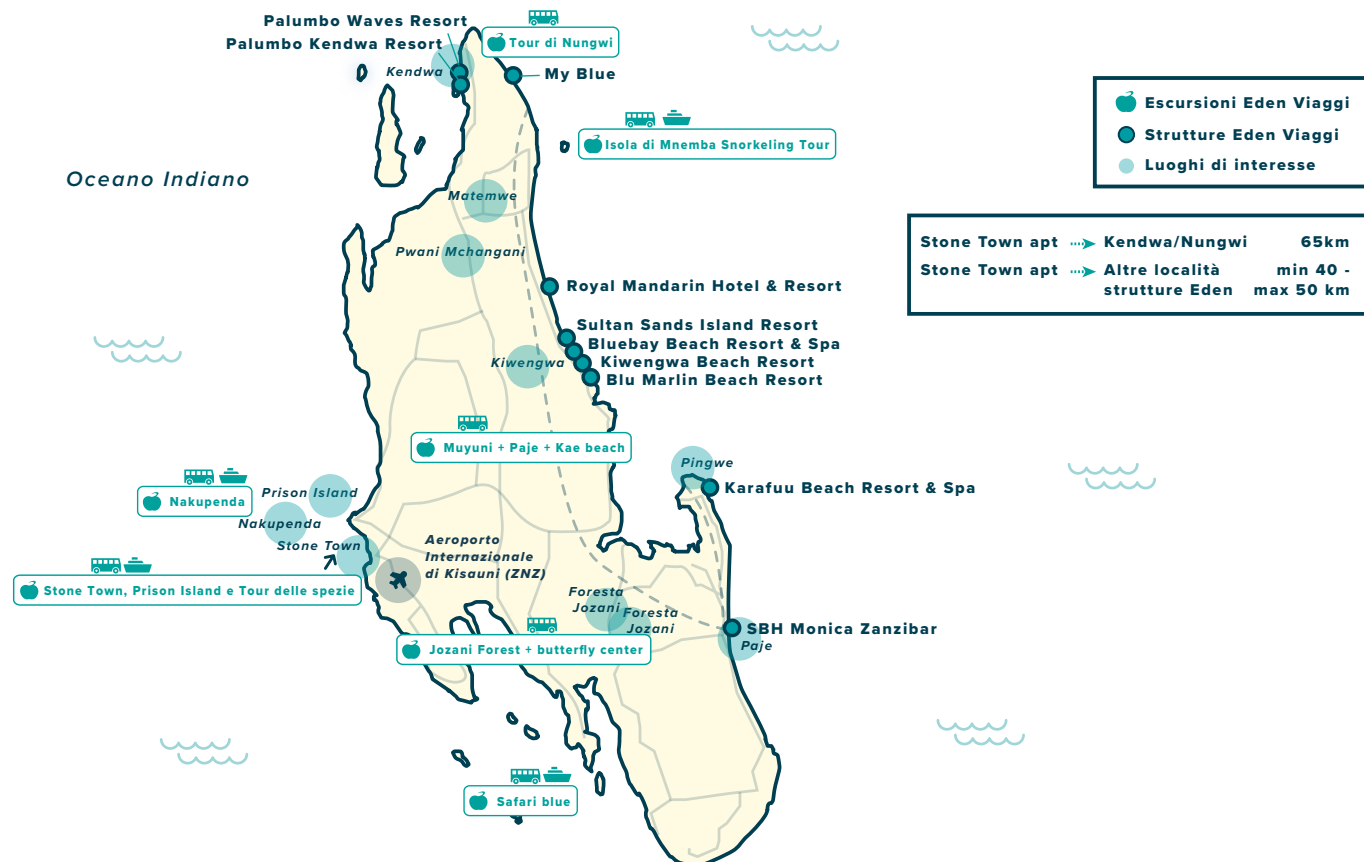 Palumbo Waves Resort
Palumbo Kendwa Resort
Tour di Nungwi
Kendwa
My Blue
Escursioni Eden Viaggi
Strutture Eden Viaggi
Luoghi di interesse
Isola di Mnemba Snorkeling Tour
Oceano Indiano
Matemwe
Pwani Mchangani
Stone Town apt Kendwa/Nungwi 65km
Stone Town apt Altre località min 40 -
strutture Eden max 50 km
Royal Mandarin Hotel & Resort
Sultan Sands Island Resort
Bluebay Beach Resort & Spa
Kiwengwa
Kiwengwa Beach Resort
Blu Marlin Beach Resort
Muyuni + Paje + Kae beach
Pingwe
Karafuu Beach Resort & Spa
Nakupenda
Prison Island
Nakupenda
Stone Town
Aeroporto
Internazionale
di Kisauni (ZNZ)
Stone Town, Prison Island e Tour delle spezie
Foresta
Jozani
Foresta
Jozani
SBH Monica Zanzibar
Paje
Jozani Forest + butterfly center
Safari blue